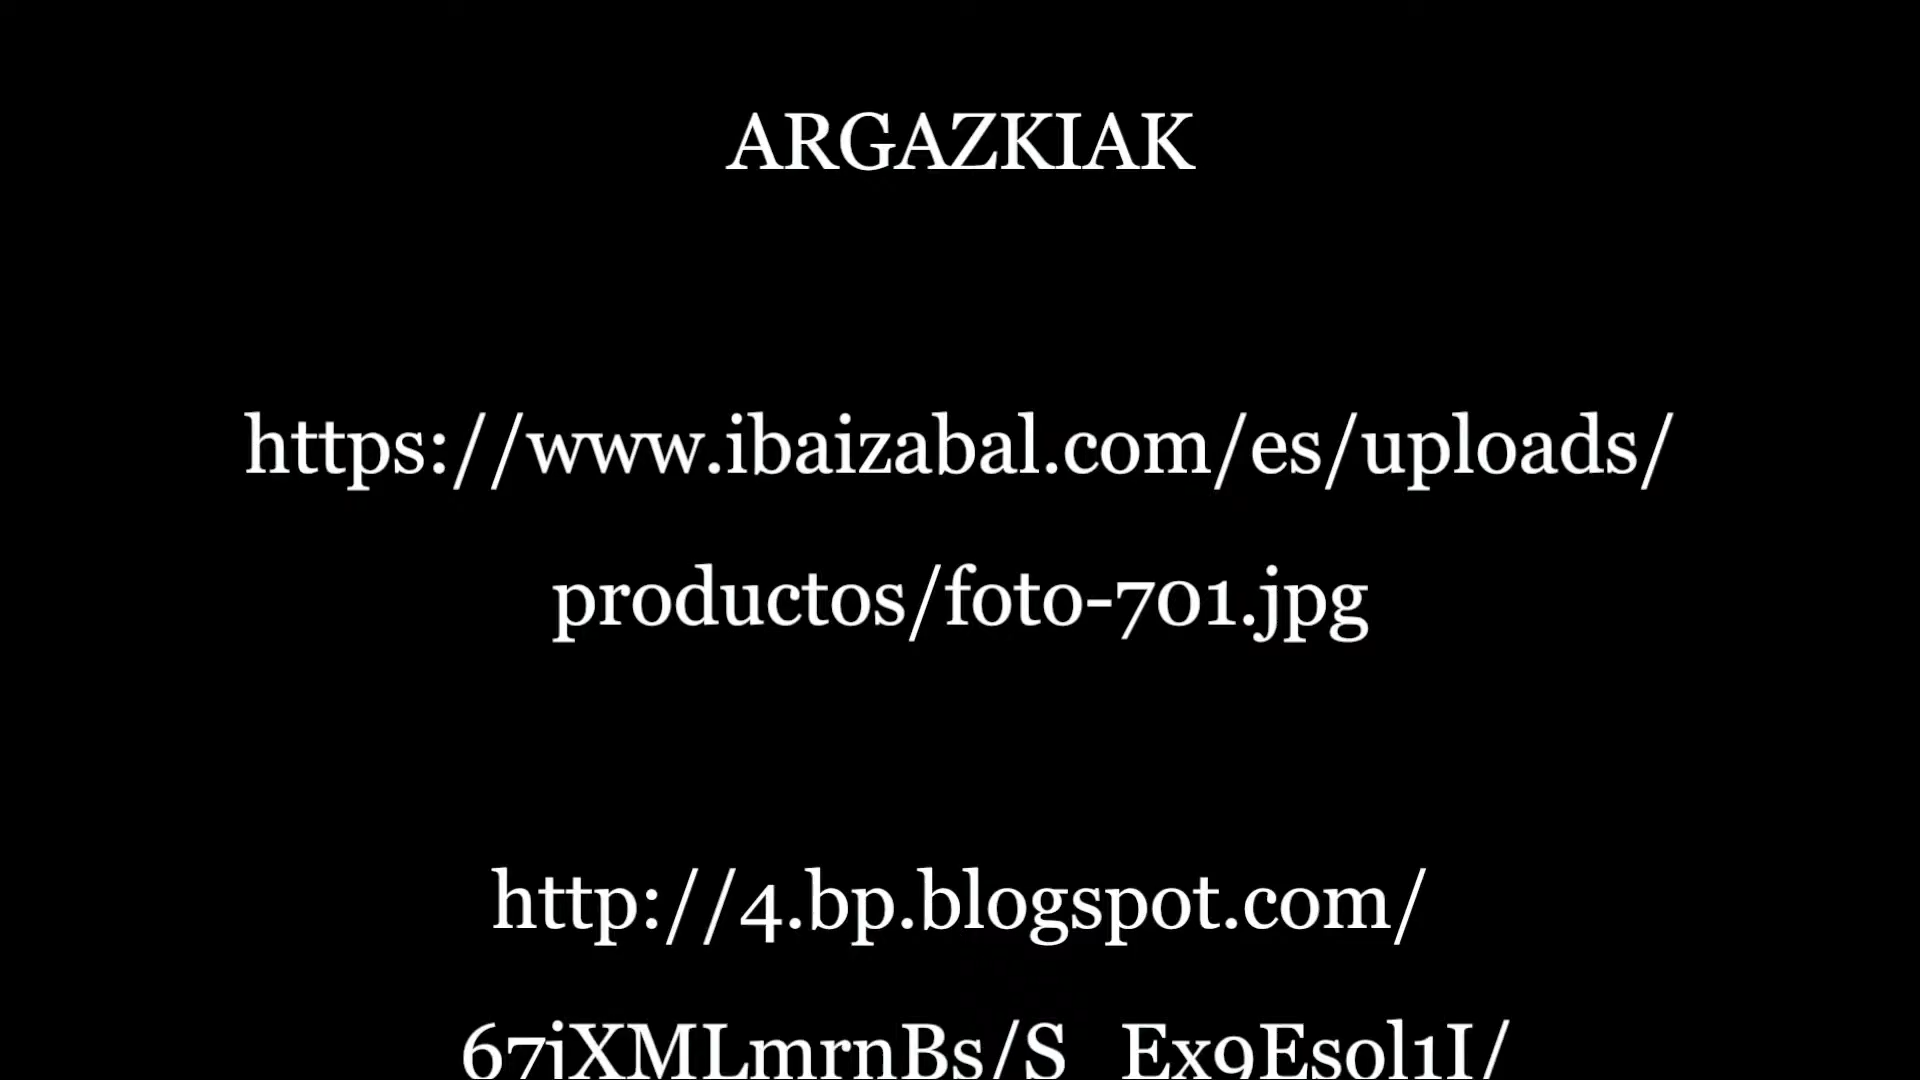 ARGAZKIAK
https://www.ibaizabal.com/es/uploads/
productos/foto-701.jpg
http://4.bp.blogspot.com/